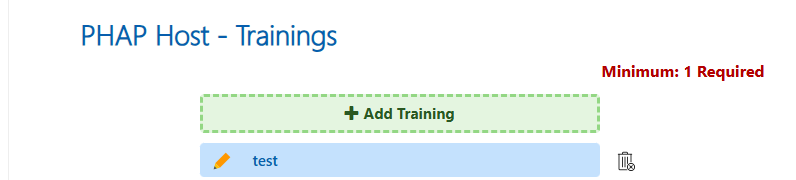 PHAP Host - Trainings
Minimum: 1 Required
Add Training
test